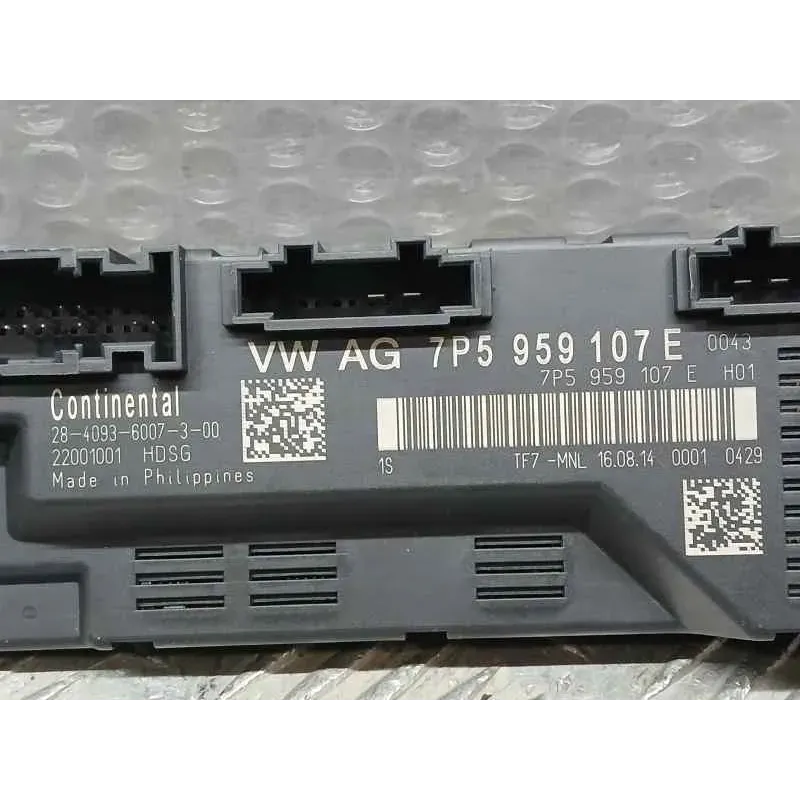 VW AG 7P5 959 107 E 0043
7P5 959 107 E H01
Continental
28-4093-6007-3-00
22001001 HDSG
Made in Philippines
1S TF7 -MNL 16.08.14 0001 0429